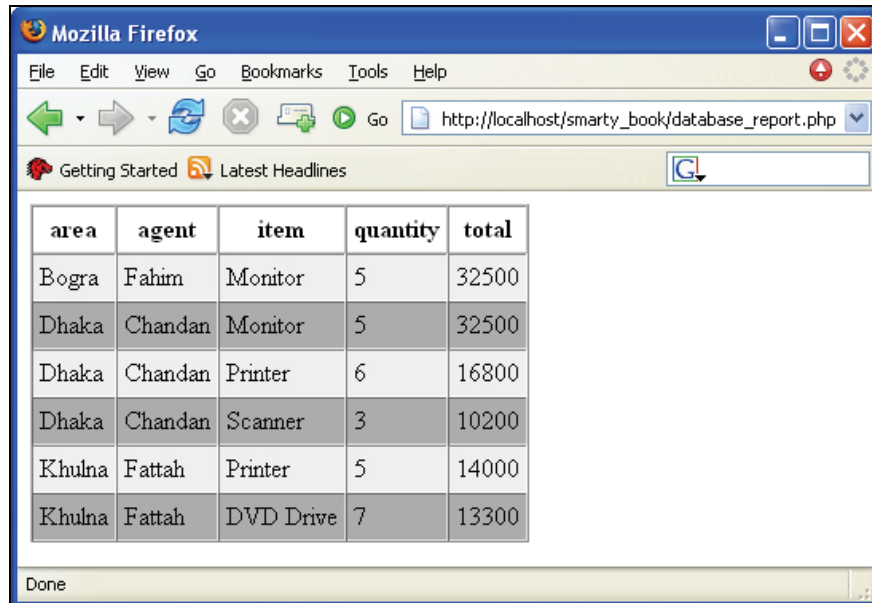 Mozilla Firefox
File Edit View Go Bookmarks Tools Help
Go http://localhost/smarty_book/database_report.php
Getting Started Latest Headlines G
area agent item quantity total
Bogra Fahim Monitor 5 32500
Dhaka Chandan Monitor 5 32500
Dhaka Chandan Printer 6 16800
Dhaka Chandan Scanner 3 10200
Khulna Fattah Printer 5 14000
Khulna Fattah DVD Drive 7 13300
Done